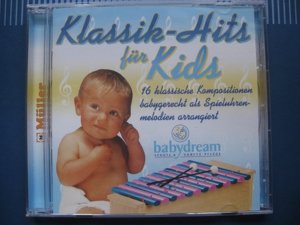 Klassik-Hits
für
Kids
16 klassische Kompositionen
babygerecht als Spieluhren-
melodien arrangiert
babydream
Müller